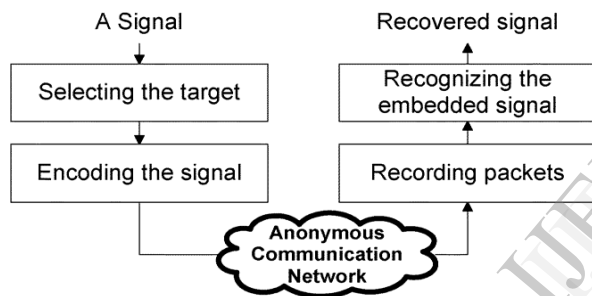 A Signal
Selecting the target
Encoding the signal
Anonymous
Communication
Network
Recording packets
Recognizing the
embedded signal
Recovered signal